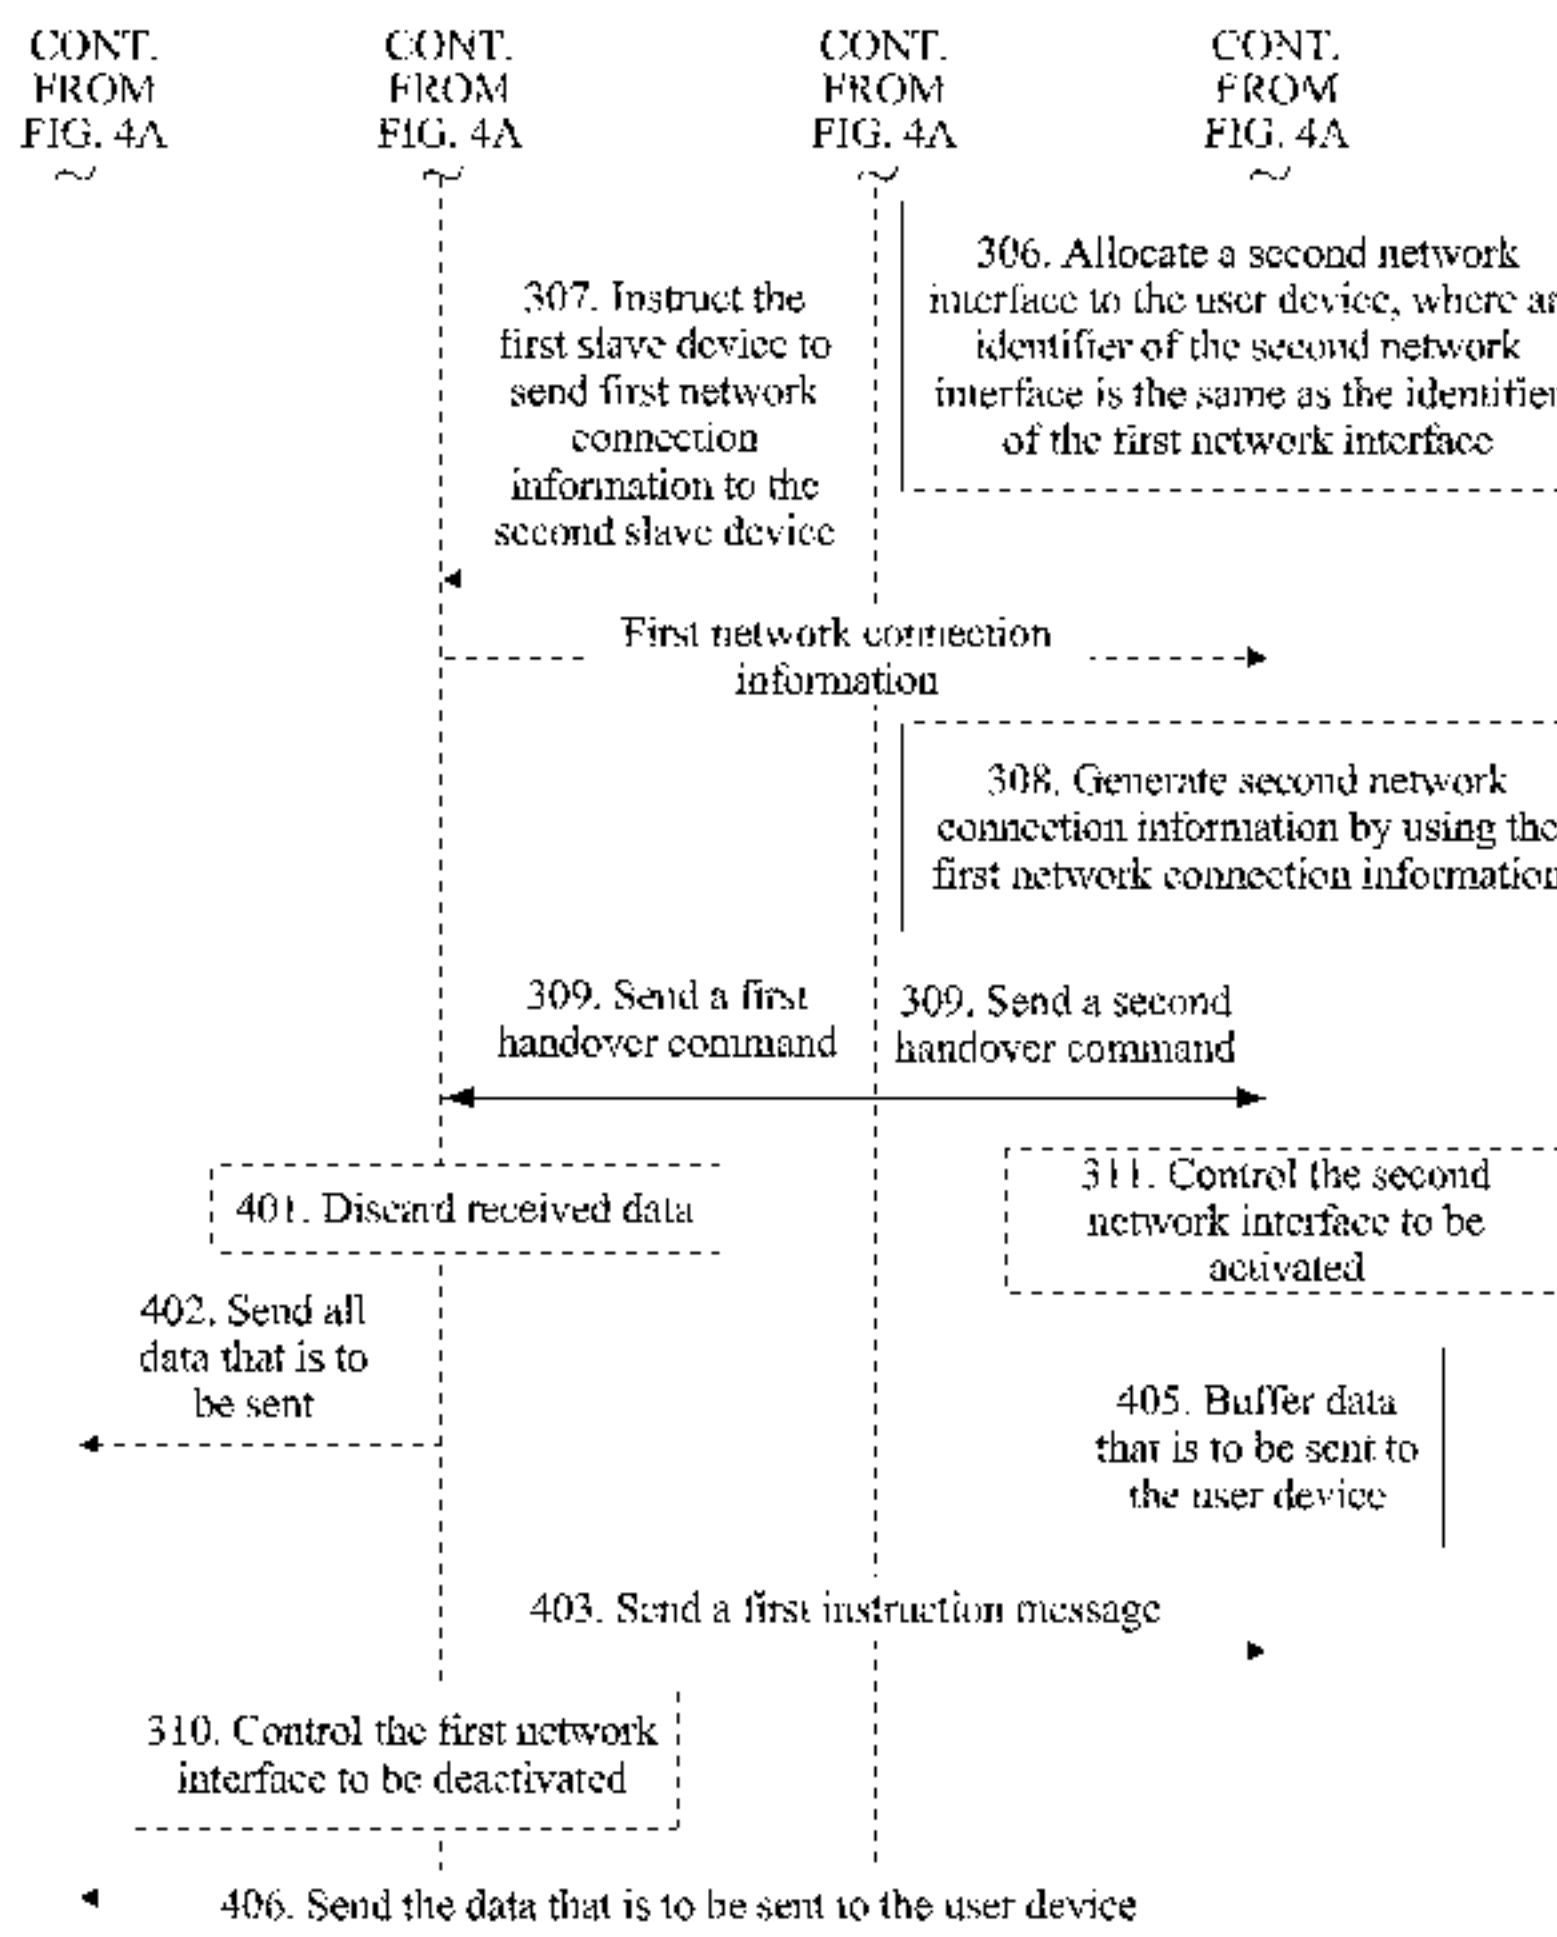 CONT.
FROM
FIG. 4A
CONT.
FROM
FIG. 4A
CONT.
FROM
FIG. 4A
CONT.
FROM
FIG. 4A
306. Allocate a second network
interface to the user device, where an
identifier of the second network
interface is the same as the identifier
of the first network interface
307. Instruct the
first slave device to
send first network
connection
information to the
second slave device
First network connection
information
308. Generate second network
connection information by using the
first network connection information
309. Send a first
handover command
309. Send a second
handover command
401. Discard received data
311. Control the second
network interface to be
activated
402. Send all
data that is to
be sent
405. Buffer data
that is to be sent to
the user device
403. Send a first instruction message
310. Control the first network
interface to be deactivated
406. Send the data that is to be sent to the user device